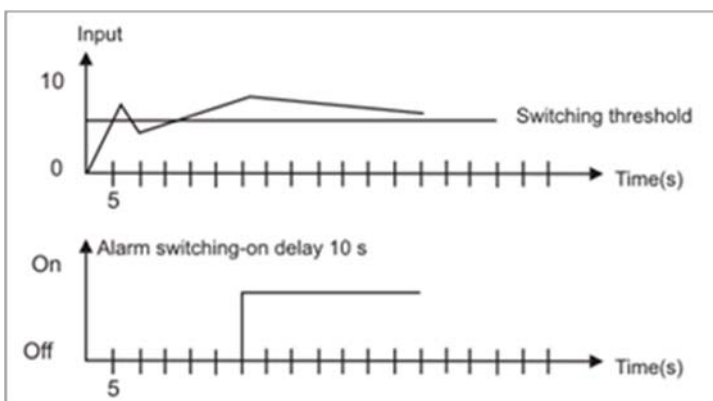 Input
10
Switching threshold
0
Time(s)
5
Alarm switching-on delay 10 s
On
Off
Time(s)
5